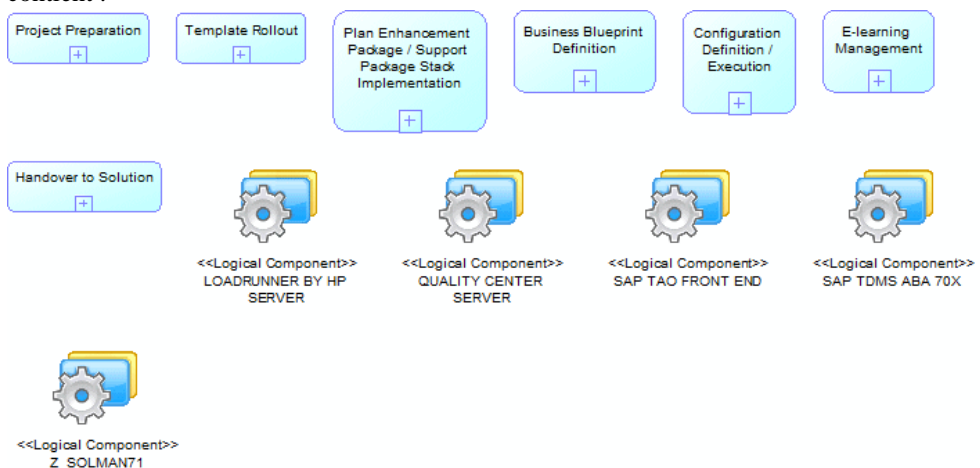 Project Preparation
Template Rollout
Plan Enhancement
Package / Support
Package Stack
Implementation
Business Blueprint
Definition
Configuration
Definition /
Execution
E-learning
Management
Handover to Solution
<<Logical Component>>
LOADRUNNER BY HP
SERVER
<<Logical Component>>
QUALITY CENTER
SERVER
<<Logical Component>>
SAP TAO FRONT END
<<Logical Component>>
SAP TDMS ABA 70X
<<Logical Component>>
Z_SOLMAN71